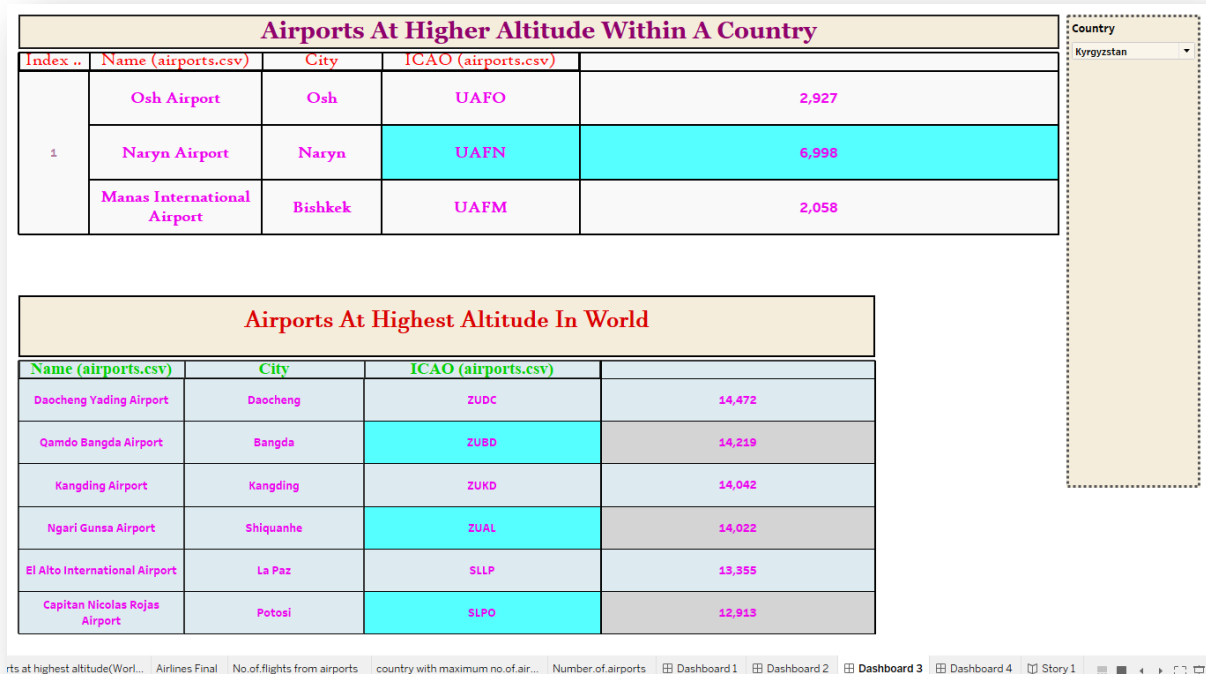 Airports At Higher Altitude Within A Country
Country
Kyrgyzstan
Index .. Name (airports.csv) City ICAO (airports.csv)
1
Osh Airport Osh UAFO 2,927
Naryn Airport Naryn UAFN 6,998
Manas International
Airport Bishkek UAFM 2,058
Airports At Highest Altitude In World
Name (airports.csv) City ICAO (airports.csv)
Daocheng Yading Airport Daocheng ZUDC 14,472
Qamdo Bangda Airport Bangda ZUBD 14,219
Kangding Airport Kangding ZUKD 14,042
Ngari Gunsa Airport Shiquanhe ZUAL 14,022
El Alto International Airport La Paz SLLP 13,355
Capitan Nicolas Rojas
Airport Potosi SLPO 12,913
rts at highest altitude(Worl... Airlines Final No.of.flights from airports country with maximum no.of.air... Number.of.airports Dashboard 1 Dashboard 2 Dashboard 3 Dashboard 4 Story 1